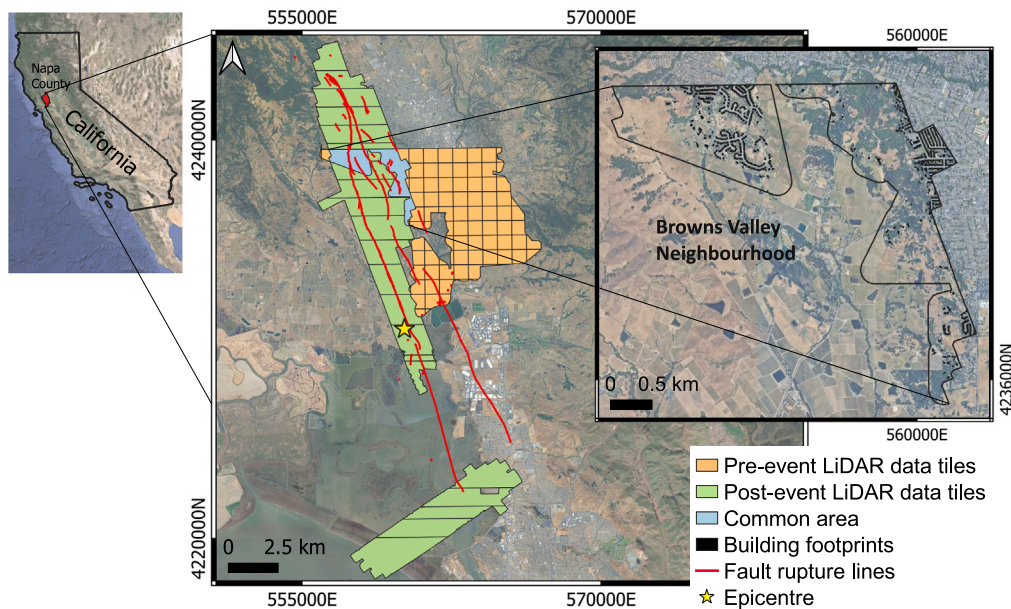 555000E
570000E
Napa
County
California
4240000N
4220000N
560000E
Browns Valley
Neighbourhood
0 0.5 km
4236000N
560000E
0 2.5 km
555000E
570000E
Pre-event LiDAR data tiles
Post-event LiDAR data tiles
Common area
Building footprints
Fault rupture lines
Epicentre